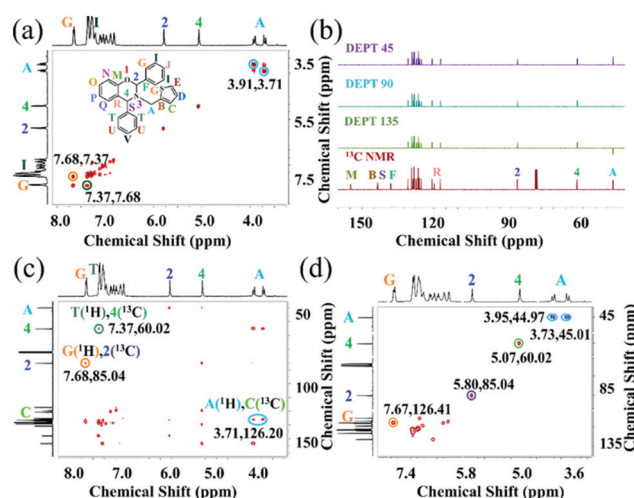 (a)
G I 2 4 A
A
4
2
I
G
O N M 1 2 I I J
P Q R 4 3 F G E D
S N A B C
T T
U U
V
3.91,3.71
7.68,7.37
7.37,7.68
3.5
5.5
7.5
Chemical Shift (ppm)
8.0 7.0 6.0 5.0 4.0
Chemical Shift (ppm)
(b)
DEPT 45
DEPT 90
DEPT 135
¹³C NMR
M B S F R 2 4 A
120 90 60
Chemical Shift (ppm)
(c)
G T 2 4 A
A
4
2
C
T(¹H),4(¹³C)
7.37,60.02
G(¹H),2(¹³C)
7.68,85.04
A(¹H),C(¹³C)
3.71,126.20
50
100
150
Chemical Shift (ppm)
8.0 7.0 6.0 5.0 4.0
Chemical Shift (ppm)
(d)
G 2 4 A
A
4
2
G
3.95,44.97
3.73,45.01
5.07,60.02
5.80,85.04
7.67,126.41
45
85
135
Chemical Shift (ppm)
7.4 5.8 5.0 3.6
Chemical Shift (ppm)